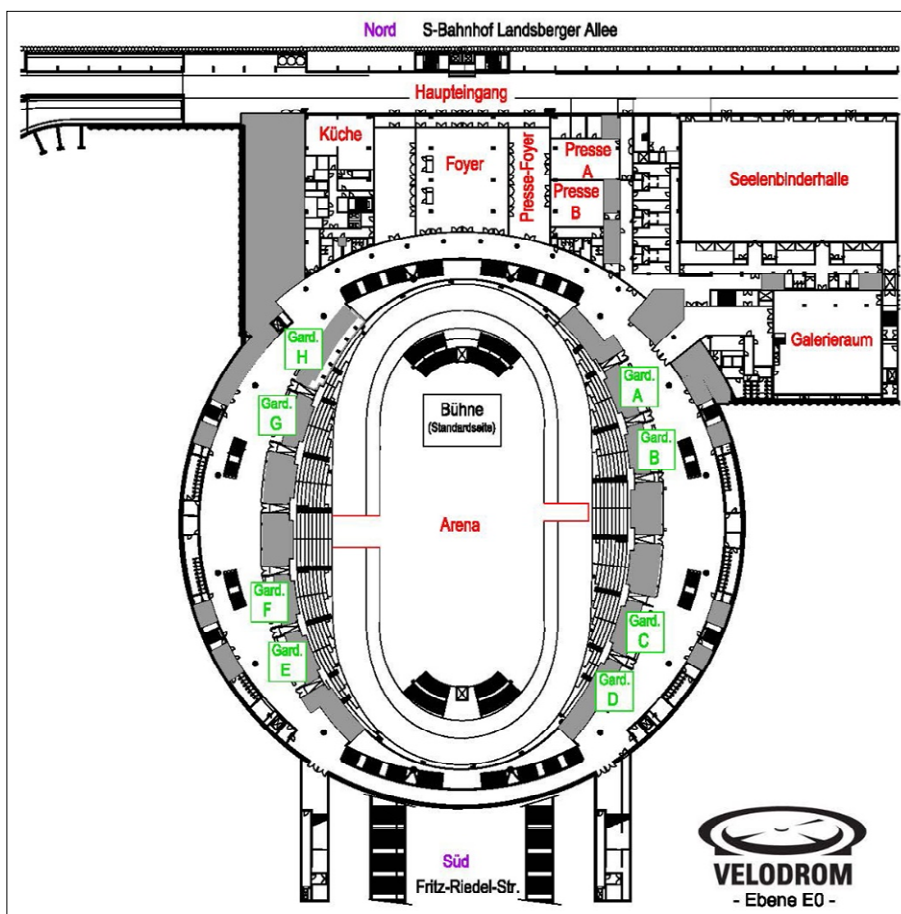 Nord S-Bahnhof Landsberger Allee
Haupteingang
Küche
Foyer
Presse-Foyer
Presse
A
Presse
B
Seelenbinderhalle
Galerieraum
Gard.
H
Gard.
G
Gard.
A
Gard.
B
Bühne
(Standardseite)
Arena
Gard.
F
Gard.
E
Gard.
C
Gard.
D
Süd
Fritz-Riedel-Str.
VELODROM
- Ebene E0 -